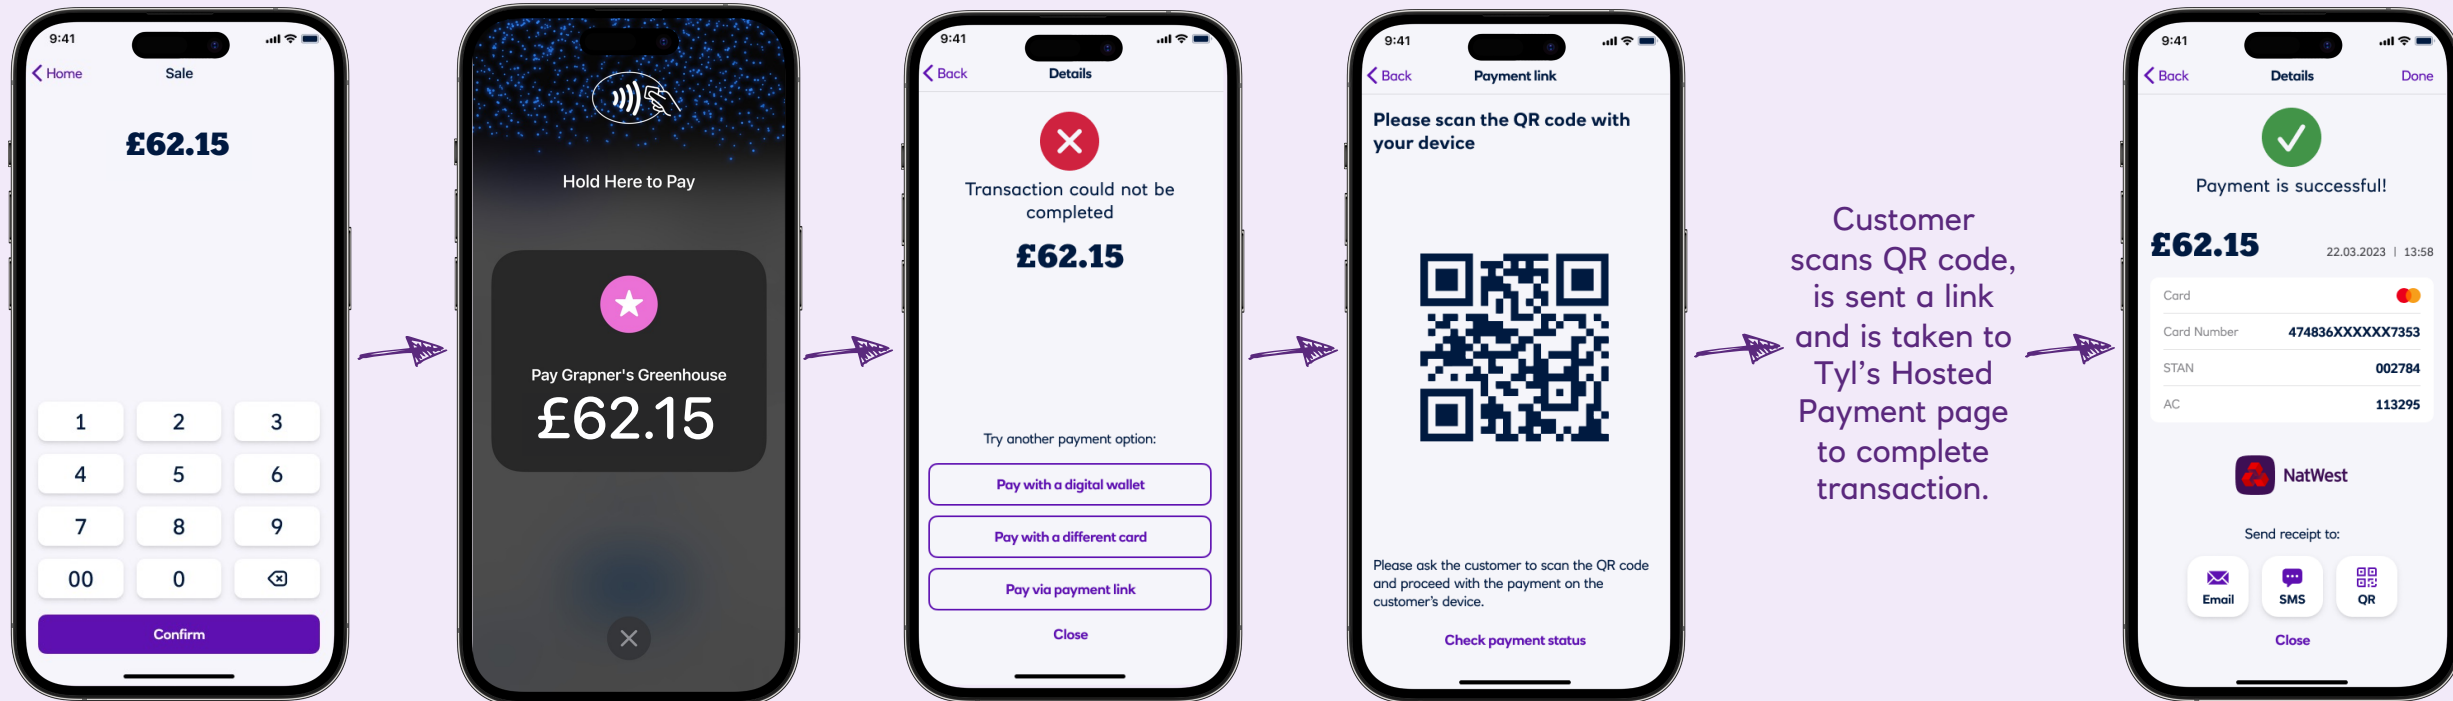 9:41
Home
Sale
£62.15
1
2
3
4
5
6
7
8
9
00
0
Confirm
Hold Here to Pay
Pay Grapner's Greenhouse
£62.15
9:41
Back
Details
Transaction could not be
completed
£62.15
Try another payment option:
Pay with a digital wallet
Pay with a different card
Pay via payment link
Close
9:41
Back
Payment link
Please scan the QR code with
your device
Please ask the customer to scan the QR code
and proceed with the payment on the
customer's device.
Check payment status
Customer
scans QR code,
is sent a link
and is taken to
Tyl's Hosted
Payment page
to complete
transaction.
9:41
Back
Details
Done
Payment is successful!
£62.15
22.03.2023 | 13:58
Card
Card Number 474836XXXXXX7353
STAN 002784
AC 113295
NatWest
Send receipt to:
Email
SMS
QR
Close